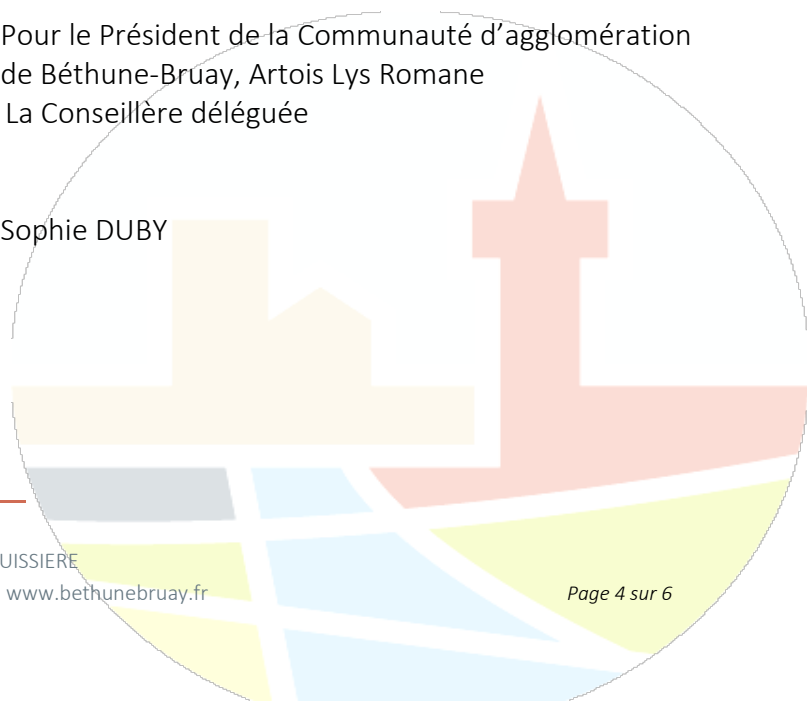 Pour le Président de la Communauté d’agglomération
de Béthune-Bruay, Artois Lys Romane
La Conseillère déléguée
Sophie DUBY
UISSIERE
www.bethunebruay.fr
Page 4 sur 6